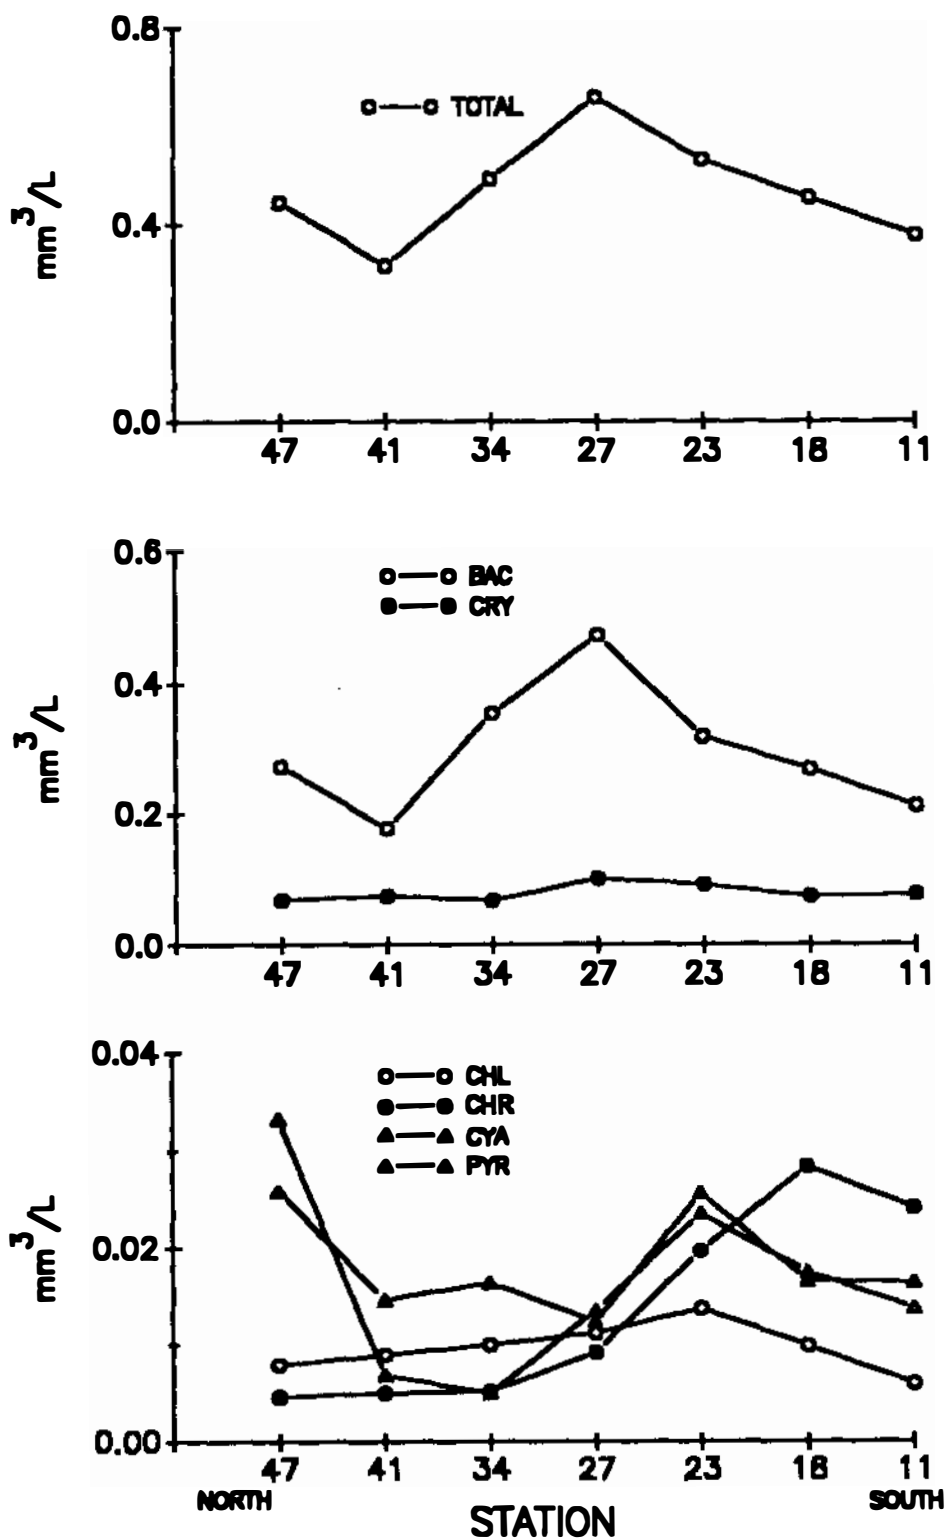 0.8
TOTAL
mm³/L
0.4
0.0
47 41 34 27 23 18 11
0.6
BAC
CRY
0.4
mm³/L
0.2
0.0
47 41 34 27 23 18 11
0.04
CHL
CHR
CYA
PYR
mm³/L
0.02
0.00
47 41 34 27 23 18 11
NORTH SOUTH
STATION